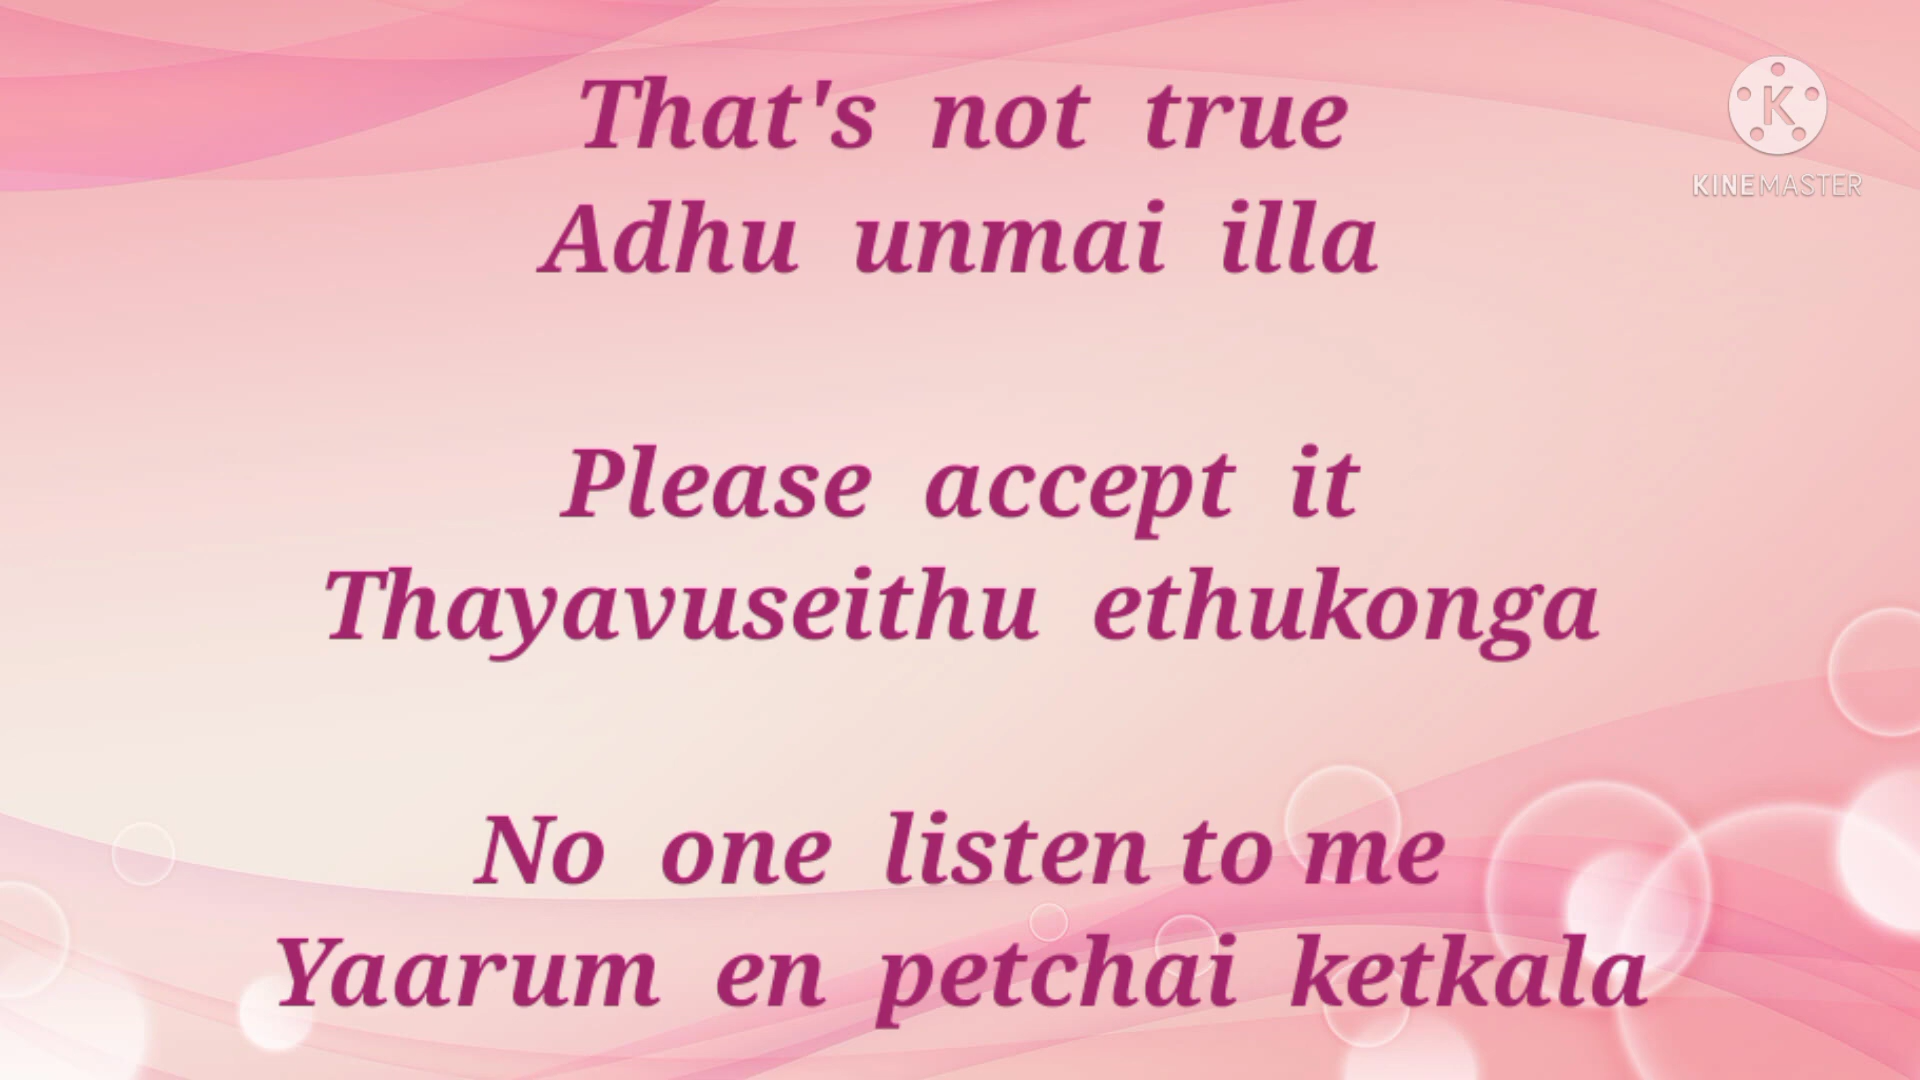 That's not true
Adhu unmai illa
Please accept it
Thayavuseithu ethukonga
No one listen to me
Yaarum en petchai ketkala
K
KINEMASTER